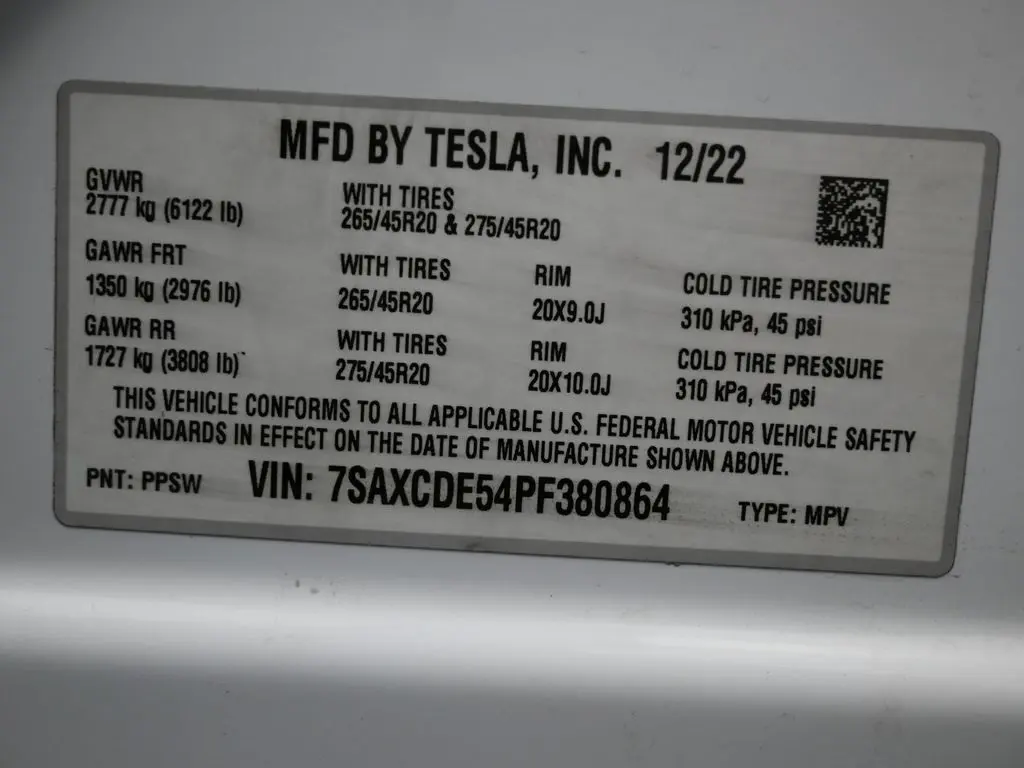 MFD BY TESLA, INC. 12/22
GVWR
2777 kg (6122 lb)
WITH TIRES
265/45R20 & 275/45R20
GAWR FRT
1350 kg (2976 lb)
WITH TIRES
265/45R20
RIM
20X9.0J
COLD TIRE PRESSURE
310 kPa, 45 psi
GAWR RR
1727 kg (3808 lb)
WITH TIRES
275/45R20
RIM
20X10.0J
COLD TIRE PRESSURE
310 kPa, 45 psi
THIS VEHICLE CONFORMS TO ALL APPLICABLE U.S. FEDERAL MOTOR VEHICLE SAFETY
STANDARDS IN EFFECT ON THE DATE OF MANUFACTURE SHOWN ABOVE.
PNT: PPSW VIN: 7SAXCDE54PF380864 TYPE: MPV